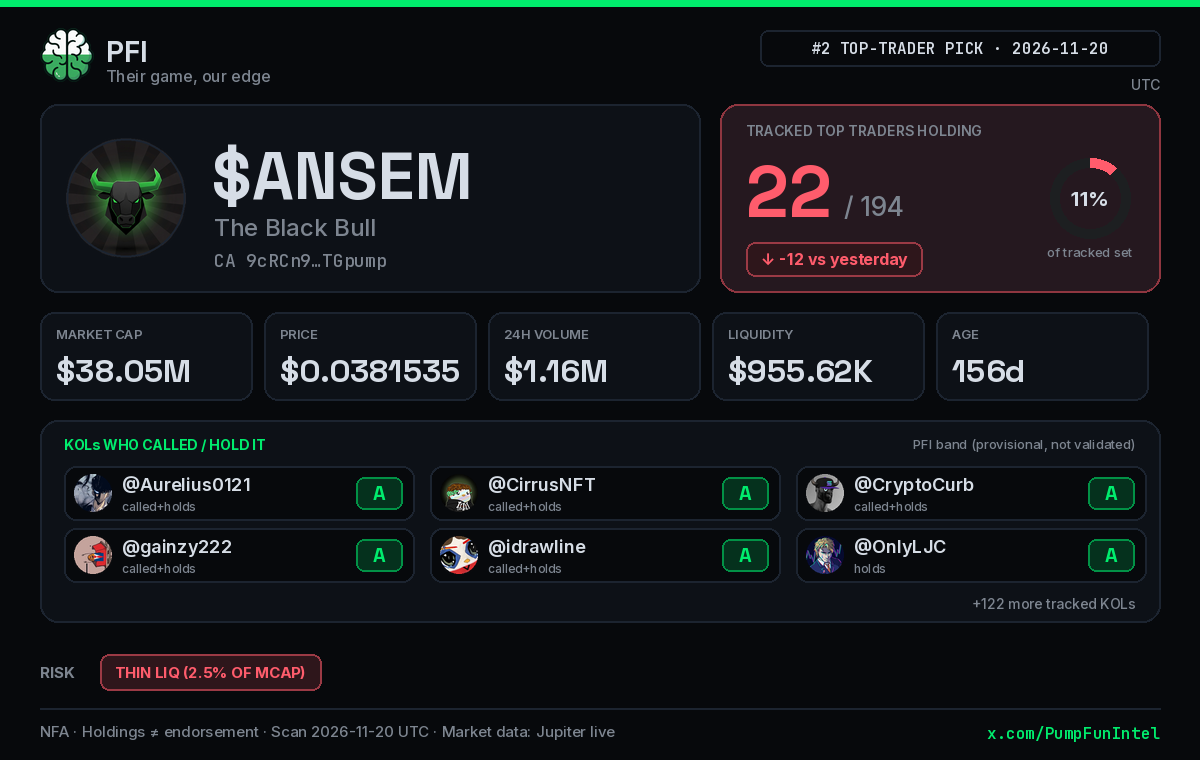 PFI
Their game, our edge
#2 TOP-TRADER PICK · 2026-11-20
UTC
$ANSEM
The Black Bull
CA 9cRCn9…TGpump
TRACKED TOP TRADERS HOLDING
22 / 194
↓ -12 vs yesterday
11%
of tracked set
MARKET CAP
$38.05M
PRICE
$0.0381535
24H VOLUME
$1.16M
LIQUIDITY
$955.62K
AGE
156d
KOLs WHO CALLED / HOLD IT
PFI band (provisional, not validated)
@Aurelius0121
called+holds
A
@CirrusNFT
called+holds
A
@CryptoCurb
called+holds
A
@gainzy222
called+holds
A
@idrawline
called+holds
A
@OnlyLJC
holds
A
+122 more tracked KOLs
RISK
THIN LIQ (2.5% OF MCAP)
NFA · Holdings ≠ endorsement · Scan 2026-11-20 UTC · Market data: Jupiter live
x.com/PumpFunIntel